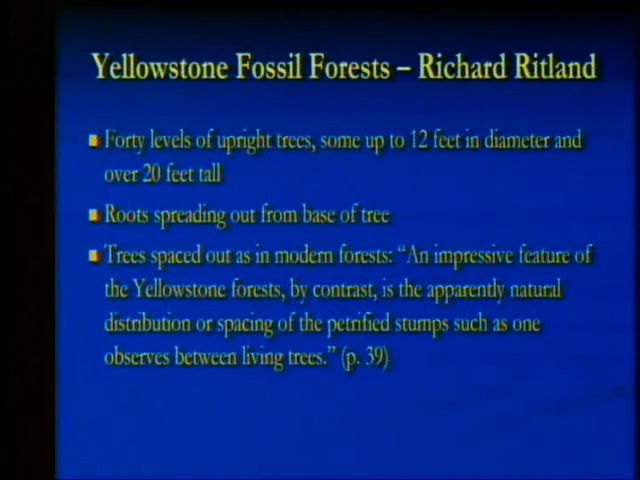 Yellowstone Fossil Forests – Richard Ritland
Forty levels of upright trees, some up to 12 feet in diameter and
over 20 feet tall
Roots spreading out from base of tree
Trees spaced out as in modern forests: “An impressive feature of
the Yellowstone forests, by contrast, is the apparently natural
distribution or spacing of the petrified stumps such as one
observes between living trees.” (p. 39)